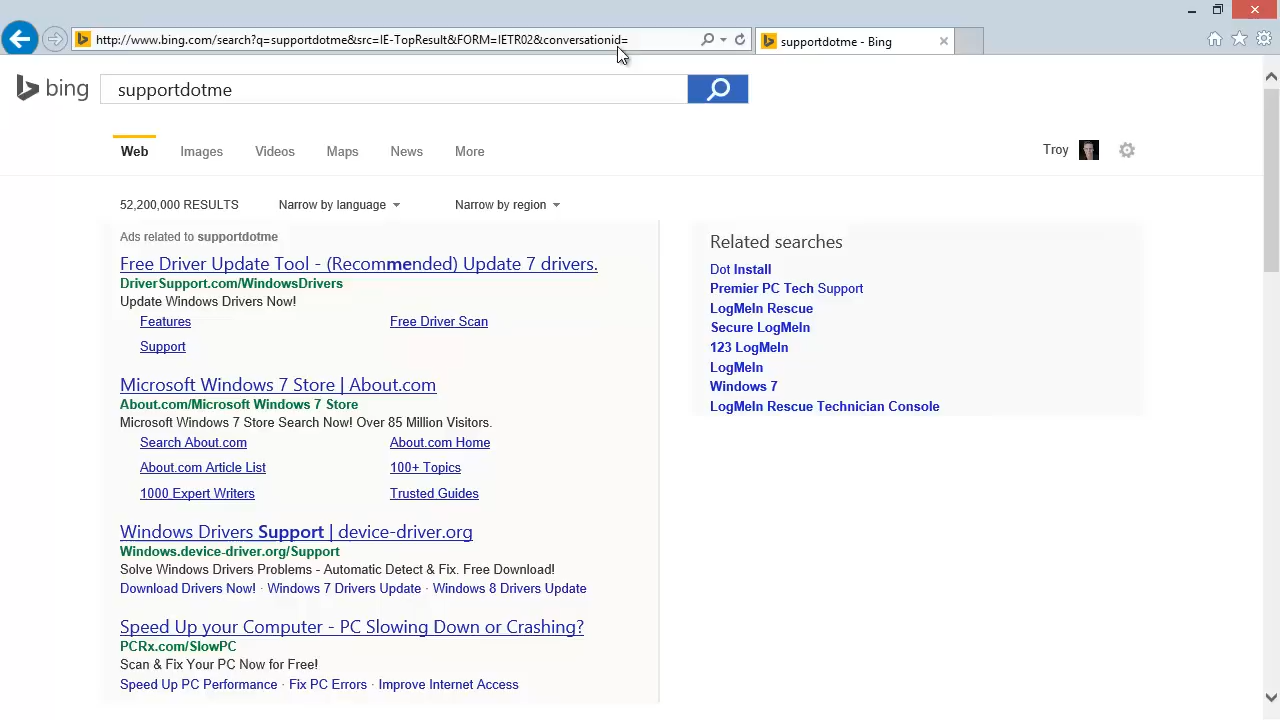 http://www.bing.com/search?q=supportdotme&src=IE-TopResult&FORM=IETR02&conversationid=
supportdotme - Bing
bing
supportdotme
Web Images Videos Maps News More
Troy
52,200,000 RESULTS Narrow by language Narrow by region
Ads related to supportdotme
Free Driver Update Tool - (Recommended) Update 7 drivers.
DriverSupport.com/WindowsDrivers
Update Windows Drivers Now!
Features Free Driver Scan
Support
Microsoft Windows 7 Store | About.com
About.com/Microsoft Windows 7 Store
Microsoft Windows 7 Store Search Now! Over 85 Million Visitors.
Search About.com About.com Home
About.com Article List 100+ Topics
1000 Expert Writers Trusted Guides
Windows Drivers Support | device-driver.org
Windows.device-driver.org/Support
Solve Windows Drivers Problems - Automatic Detect & Fix. Free Download!
Download Drivers Now! · Windows 7 Drivers Update · Windows 8 Drivers Update
Speed Up your Computer - PC Slowing Down or Crashing?
PCRx.com/SlowPC
Scan & Fix Your PC Now for Free!
Speed Up PC Performance · Fix PC Errors · Improve Internet Access
Related searches
Dot Install
Premier PC Tech Support
LogMeIn Rescue
Secure LogMeIn
123 LogMeIn
LogMeIn
Windows 7
LogMeIn Rescue Technician Console